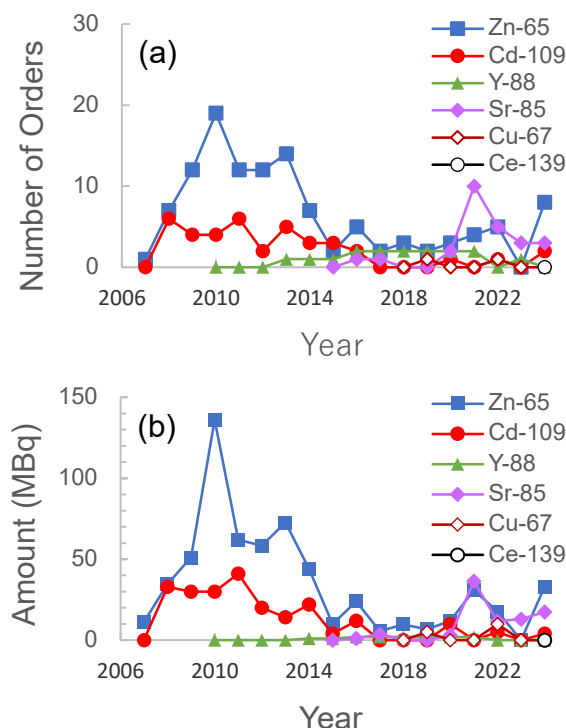 (a)
Number of Orders
30
20
10
0
2006
2010
2014
2018
2022
Year
Zn-65
Cd-109
Y-88
Sr-85
Cu-67
Ce-139
(b)
Amount (MBq)
150
100
50
0
2006
2010
2014
2018
2022
Year
Zn-65
Cd-109
Y-88
Sr-85
Cu-67
Ce-139